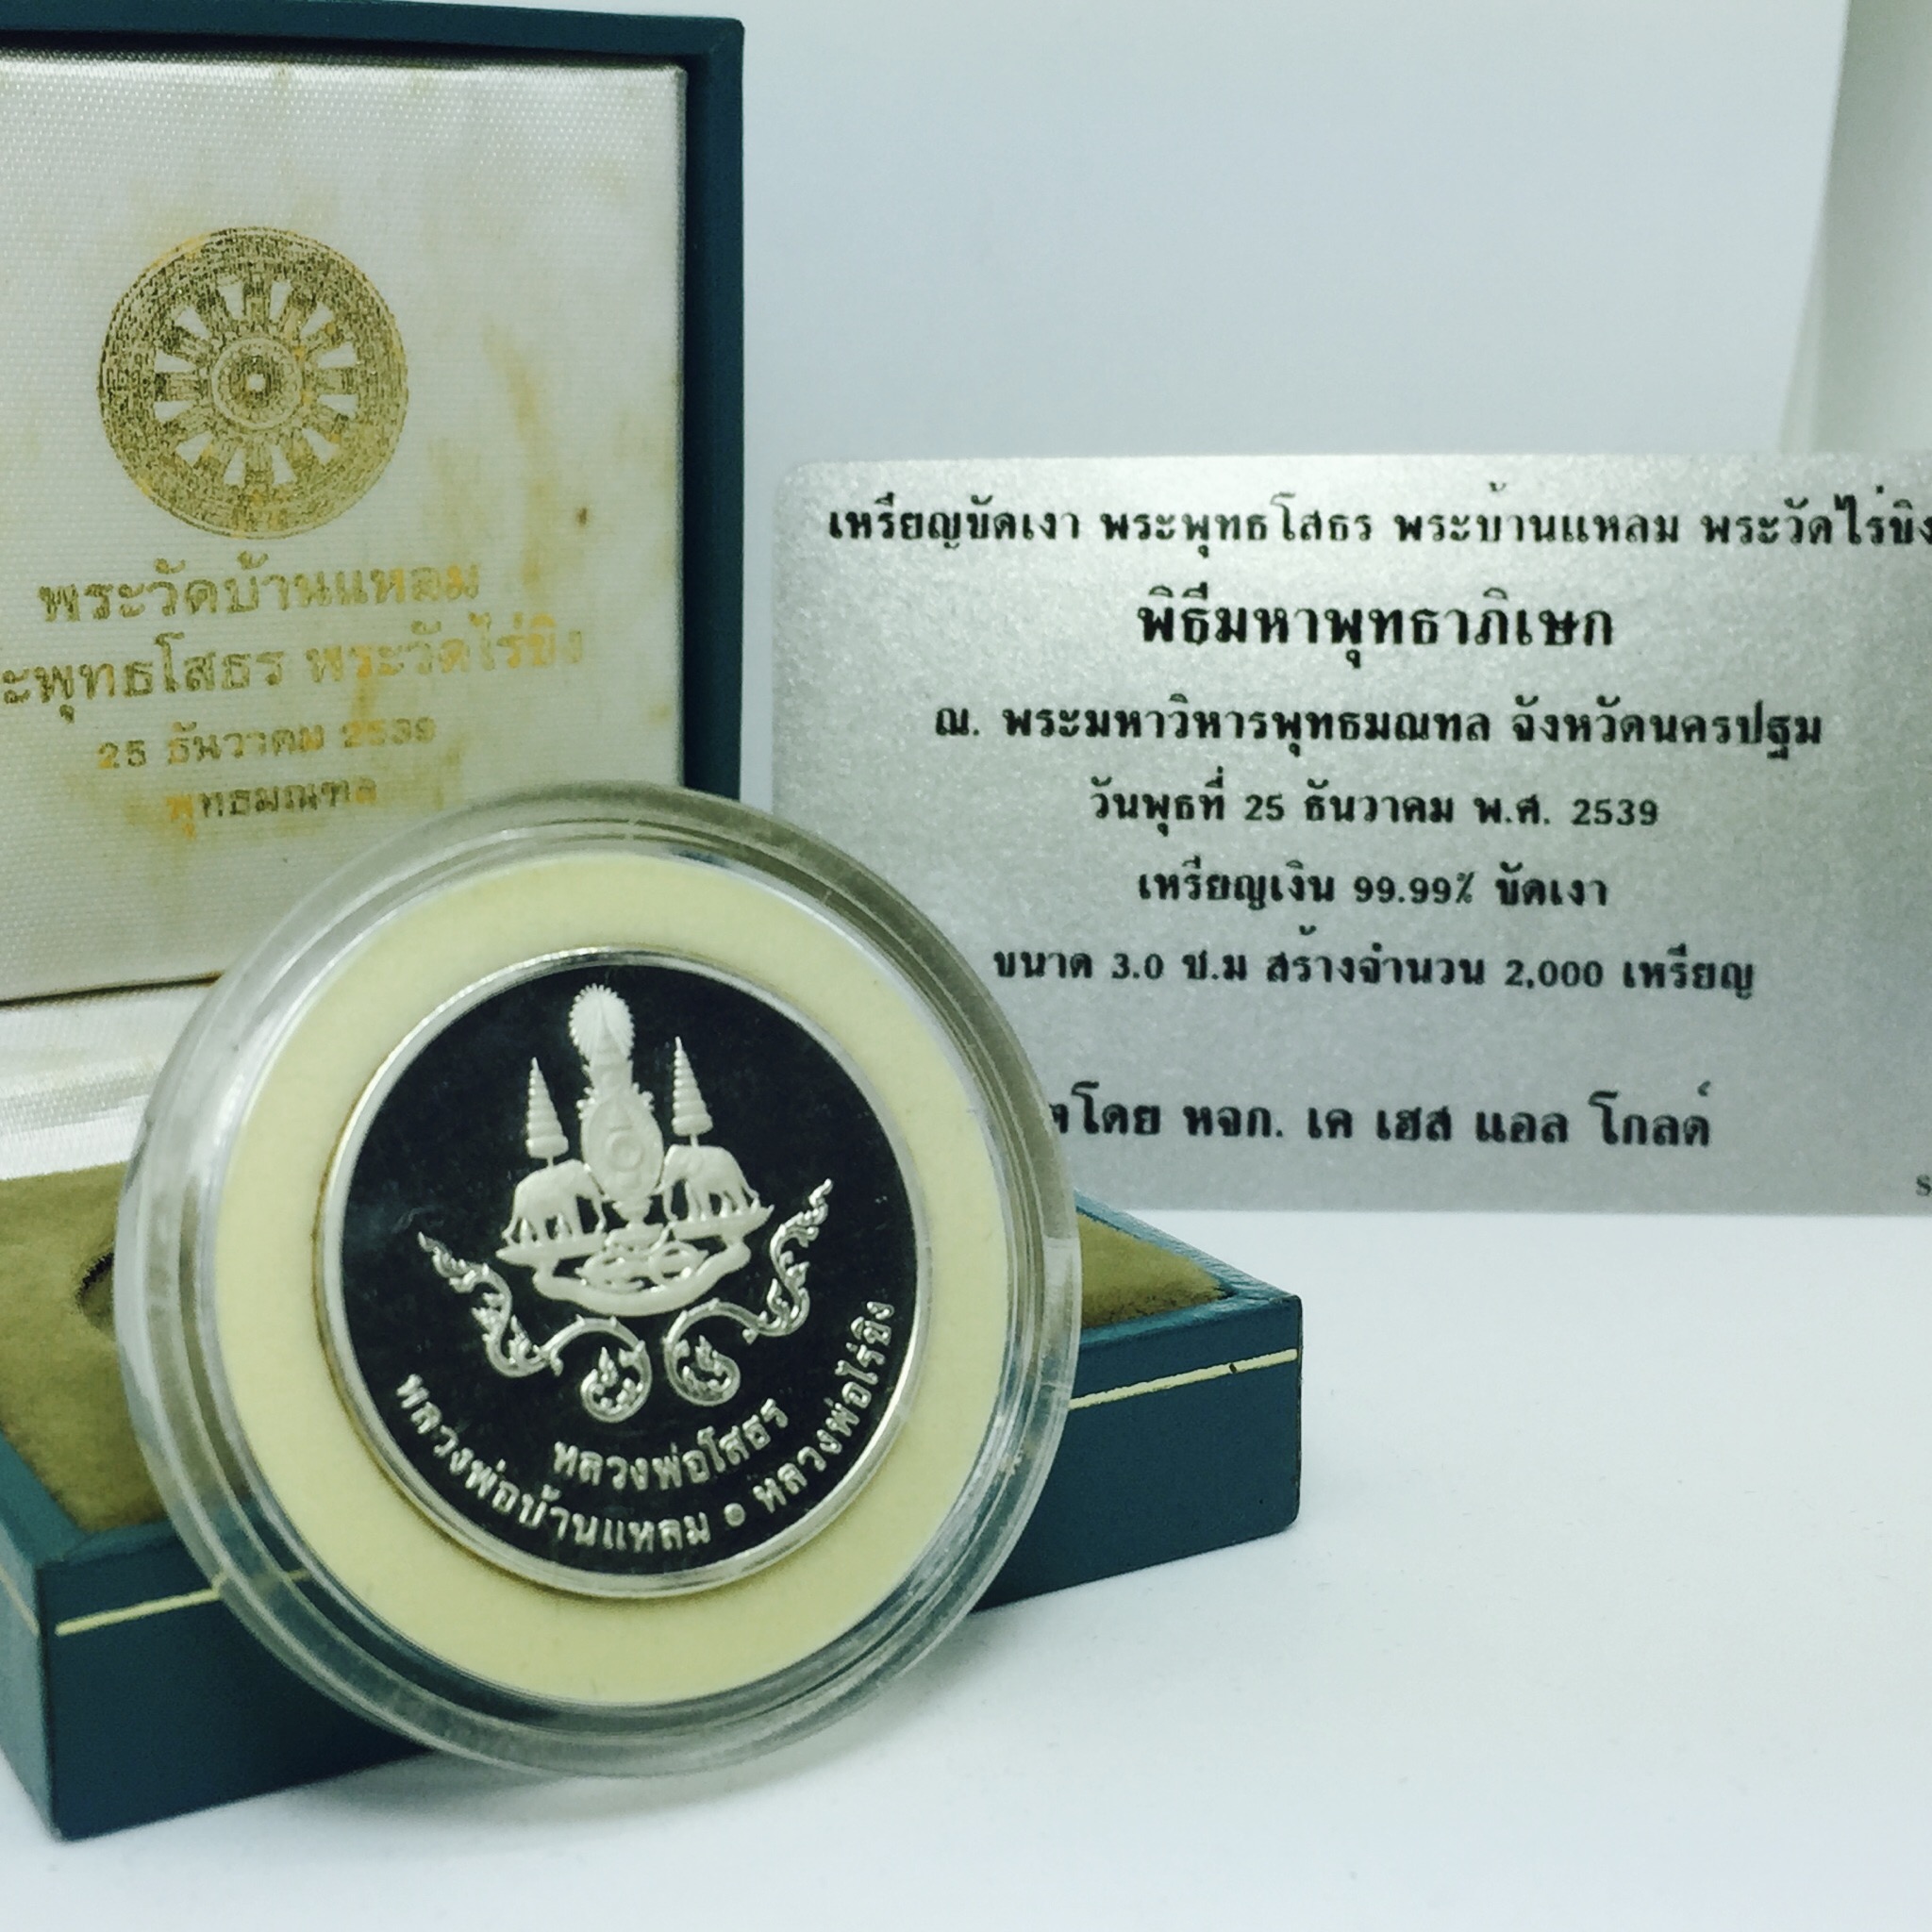 พระวัดบ้านแหลม
ะพุทธโสธร พระวัดไร่ขิง
25 ธันวาคม 2539
พุทธมณฑล
เหรียญขัดเงา พระพุทธโสธร พระบ้านแหลม พระวัดไร่ขิง
พิธีมหาพุทธาภิเษก
ณ. พระมหาวิหารพุทธมณฑล จังหวัดนครปฐม
วันพุธที่ 25 ธันวาคม พ.ศ. 2539
เหรียญเงิน 99.99% ขัดเงา
ขนาด 3.0 ซ.ม สร้างจำนวน 2,000 เหรียญ
ตโดย หจก. เค เฮส แอล โกลด์
S
หลวงพ่อโสธร
หลวงพ่อบ้านแหลม • หลวงพ่อไร่ขิง